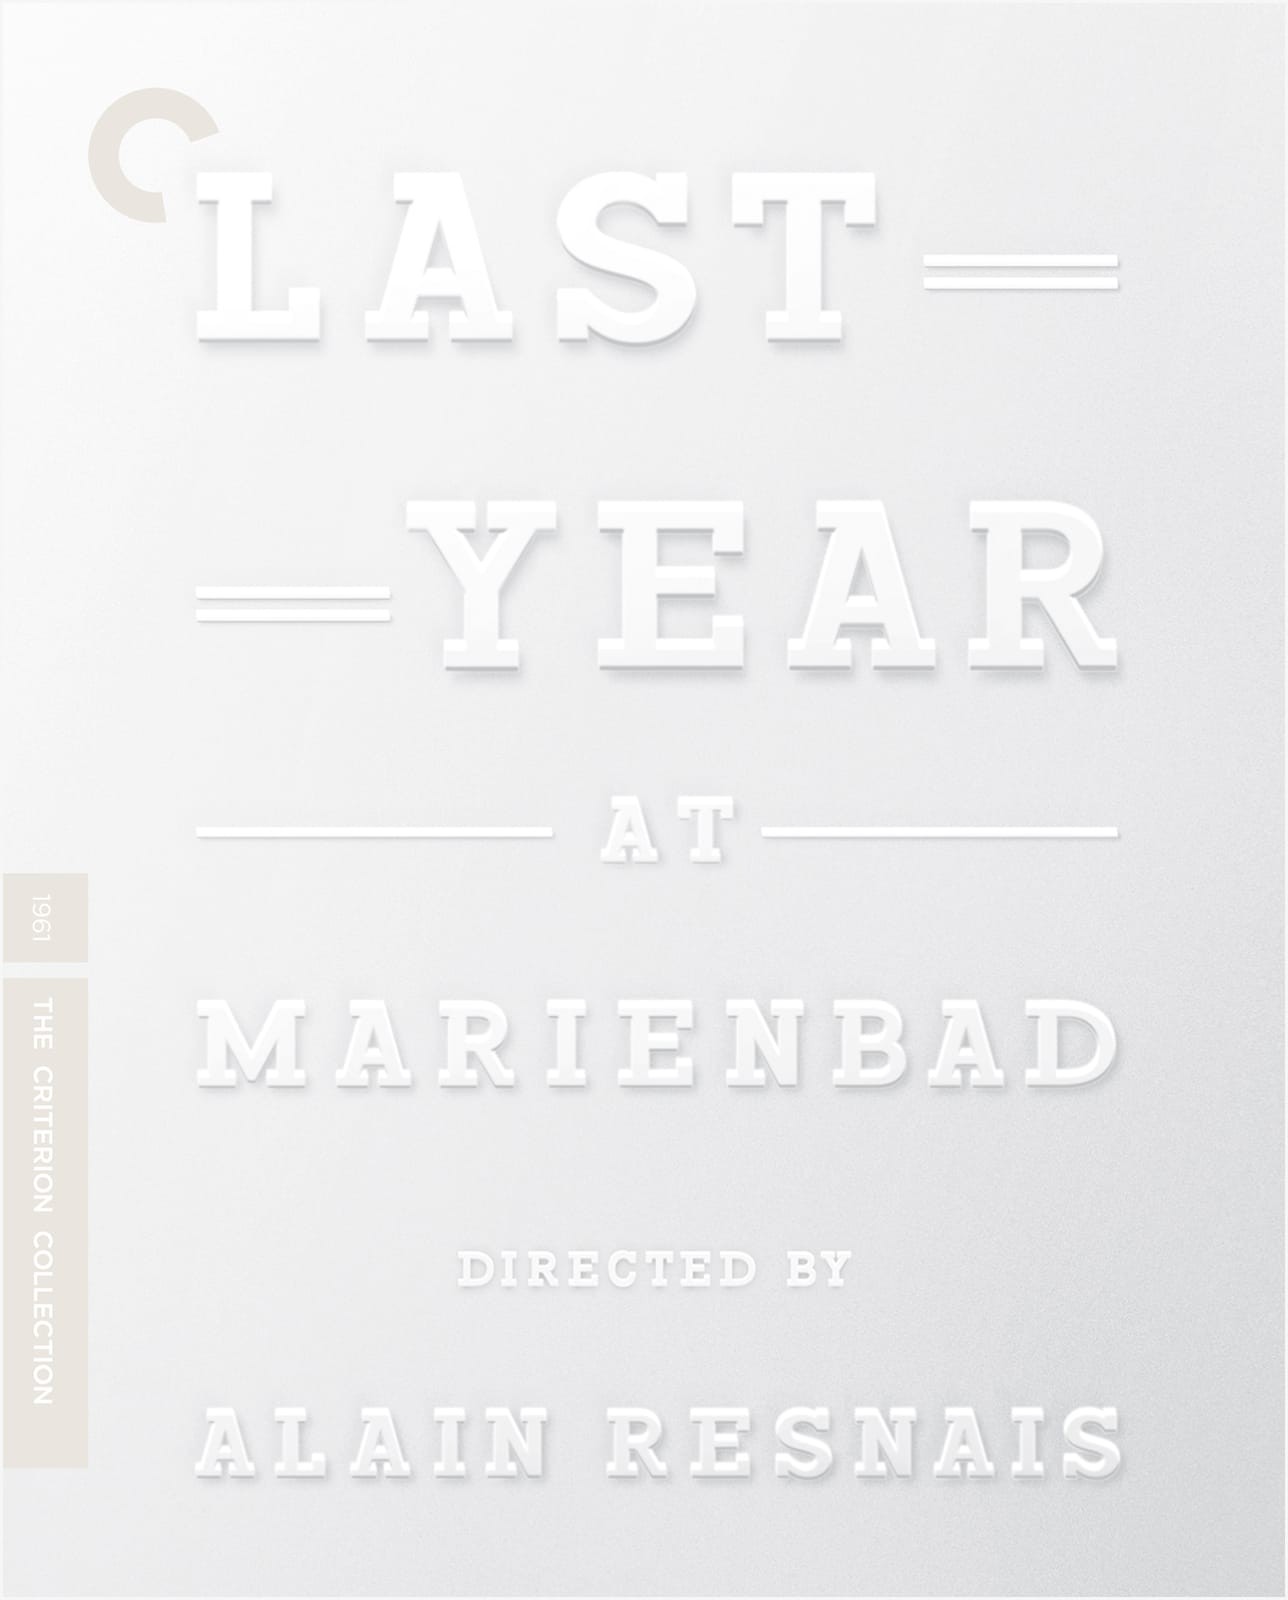 LAST
YEAR
AT
MARIENBAD
DIRECTED BY
ALAIN RESNAIS
1961
THE CRITERION COLLECTION